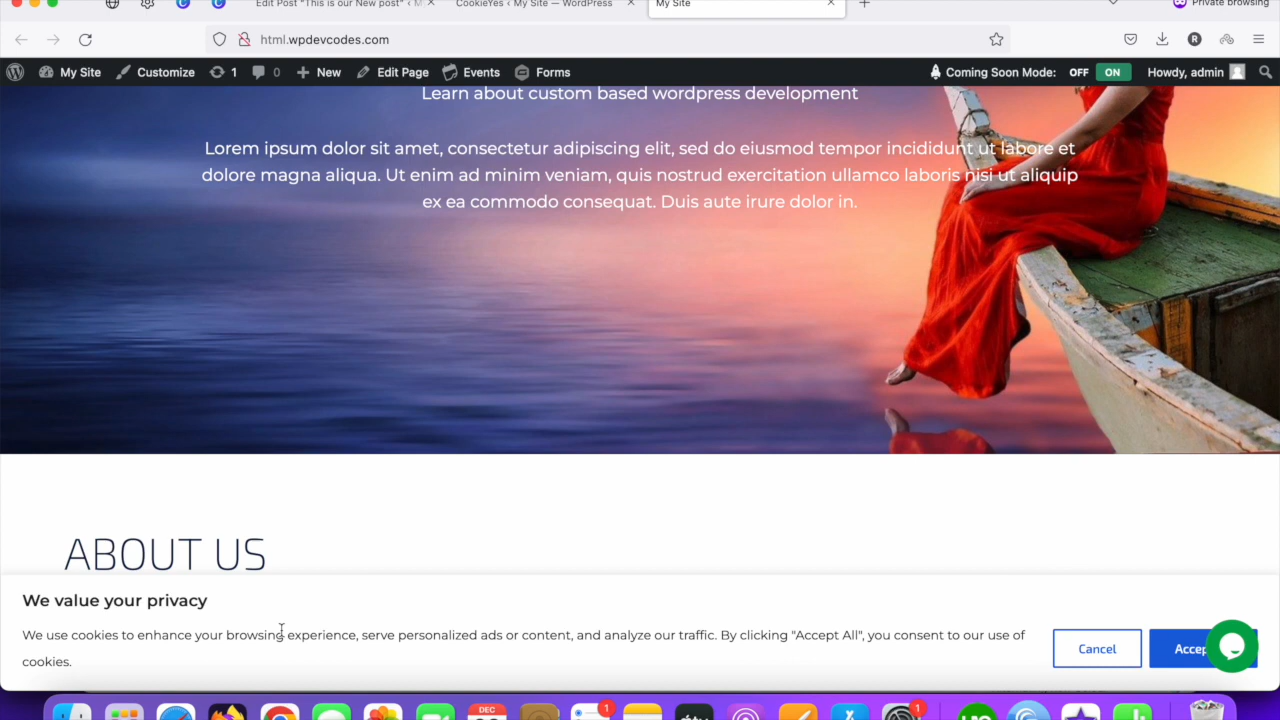 Edit Post "This is our New post" ‹ M
CookieYes ‹ My Site — WordPress
My Site
Private browsing
html.wpdevcodes.com
R
My Site
Customize
1
0
New
Edit Page
Events
Forms
Coming Soon Mode:
OFF
ON
Howdy, admin
Learn about custom based wordpress development
Lorem ipsum dolor sit amet, consectetur adipiscing elit, sed do eiusmod tempor incididunt ut labore et
dolore magna aliqua. Ut enim ad minim veniam, quis nostrud exercitation ullamco laboris nisi ut aliquip
ex ea commodo consequat. Duis aute irure dolor in.
ABOUT US
We value your privacy
We use cookies to enhance your browsing experience, serve personalized ads or content, and analyze our traffic. By clicking "Accept All", you consent to our use of
cookies.
Cancel
Accep
DEC
1
1